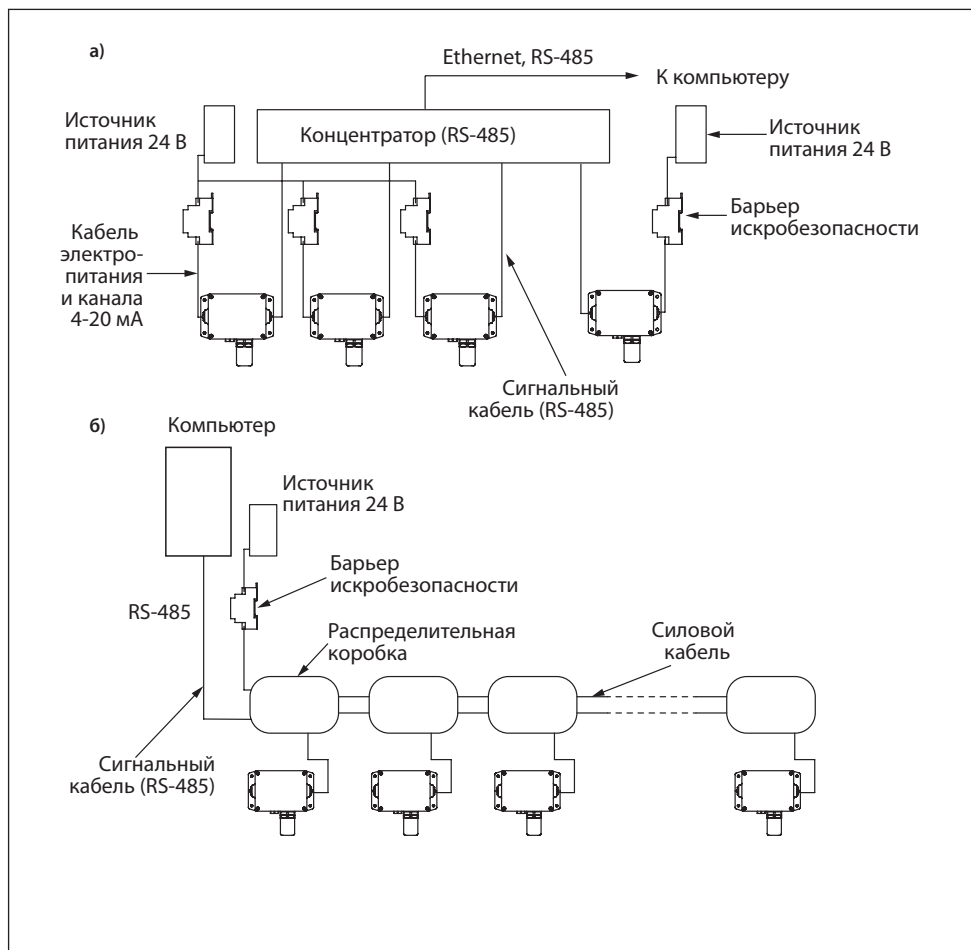 а)
Ethernet, RS-485
К компьютеру
Источник
питания 24 В
Концентратор (RS-485)
Источник
питания 24 В
Барьер
искробезопасности
Кабель
электро-
питания
и канала
4-20 мА
Сигнальный
кабель (RS-485)
б)
Компьютер
Источник
питания 24 В
Барьер
искробезопасности
RS-485
Распределительная
коробка
Силовой
кабель
Сигнальный
кабель (RS-485)